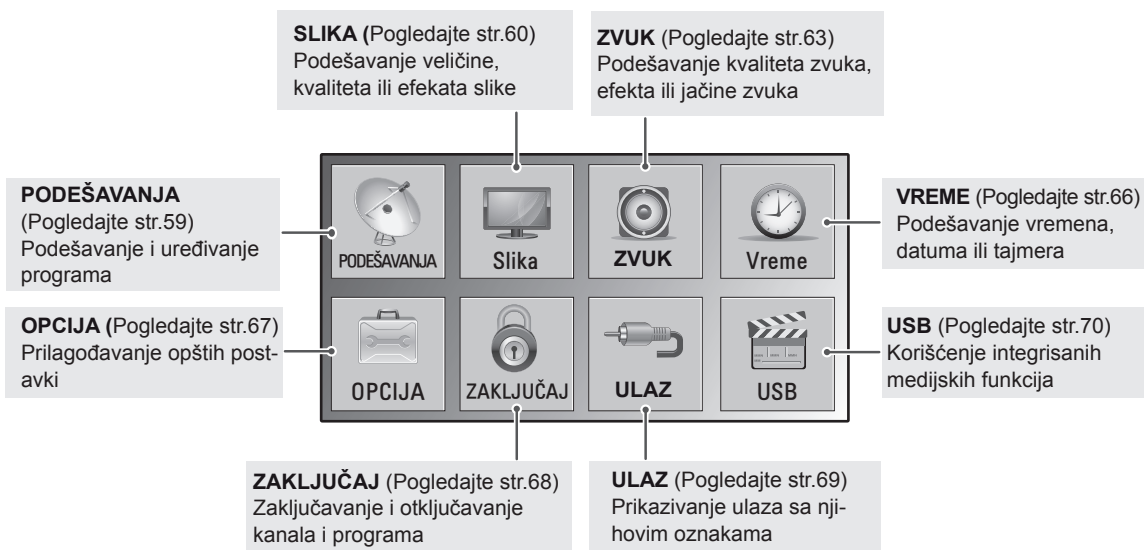 SLIKA (Pogledajte str.60)
Podešavanje veličine,
kvaliteta ili efekata slike
ZVUK (Pogledajte str.63)
Podešavanje kvaliteta zvuka,
efekta ili jačine zvuka
PODEŠAVANJA
(Pogledajte str.59)
Podešavanje i uređivanje
programa
PODEŠAVANJA
Slika
ZVUK
Vreme
VREME (Pogledajte str.66)
Podešavanje vremena,
datuma ili tajmera
OPCIJA (Pogledajte str.67)
Prilagođavanje opštih post-
avki
OPCIJA
ZAKLJUČAJ
ULAZ
USB
USB (Pogledajte str.70)
Korišćenje integrisanih
medijskih funkcija
ZAKLJUČAJ (Pogledajte str.68)
Zaključavanje i otključavanje
kanala i programa
ULAZ (Pogledajte str.69)
Prikazivanje ulaza sa nji-
hovim oznakama